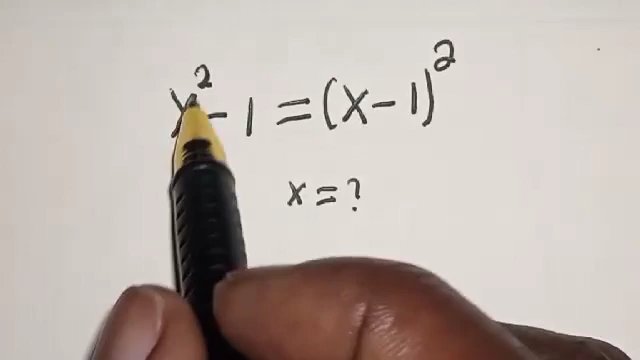 x² - 1 = (x - 1)²
x = ?